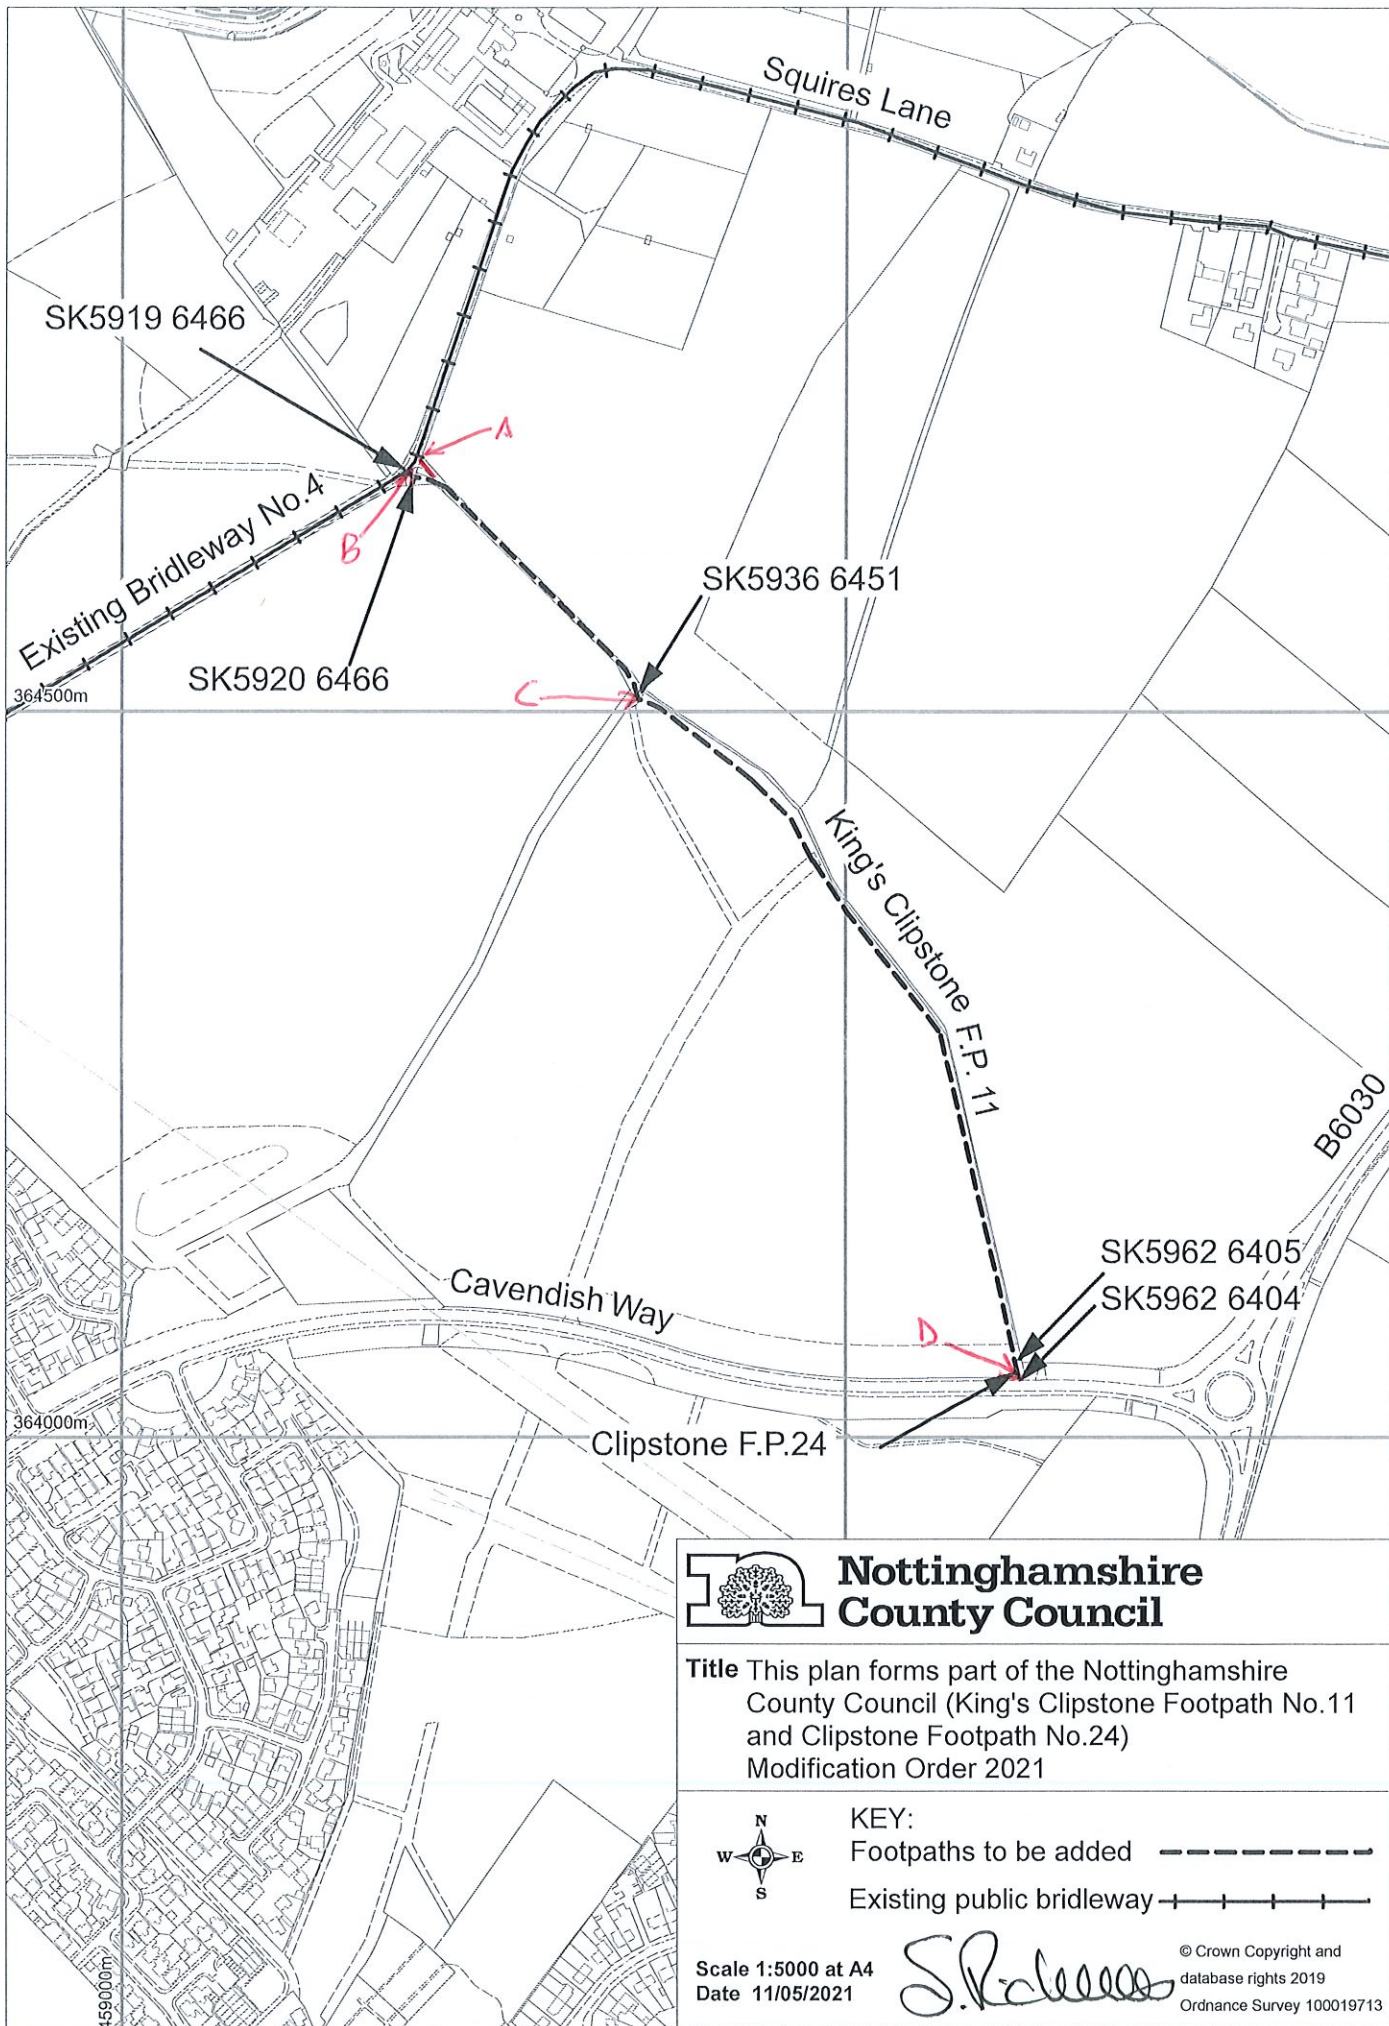 Squires Lane
SK5919 6466
A
Existing Bridleway No.4
B
SK5936 6451
SK5920 6466
C
364500m
King's Clipstone F.P. 11
B6030
SK5962 6405
SK5962 6404
Cavendish Way
D
364000m
Clipstone F.P.24
Nottinghamshire
County Council
Title This plan forms part of the Nottinghamshire
County Council (King's Clipstone Footpath No.11
and Clipstone Footpath No.24)
Modification Order 2021
N
W E
S
KEY:
Footpaths to be added
Existing public bridleway
Scale 1:5000 at A4
Date 11/05/2021
© Crown Copyright and
database rights 2019
Ordnance Survey 100019713
459000m